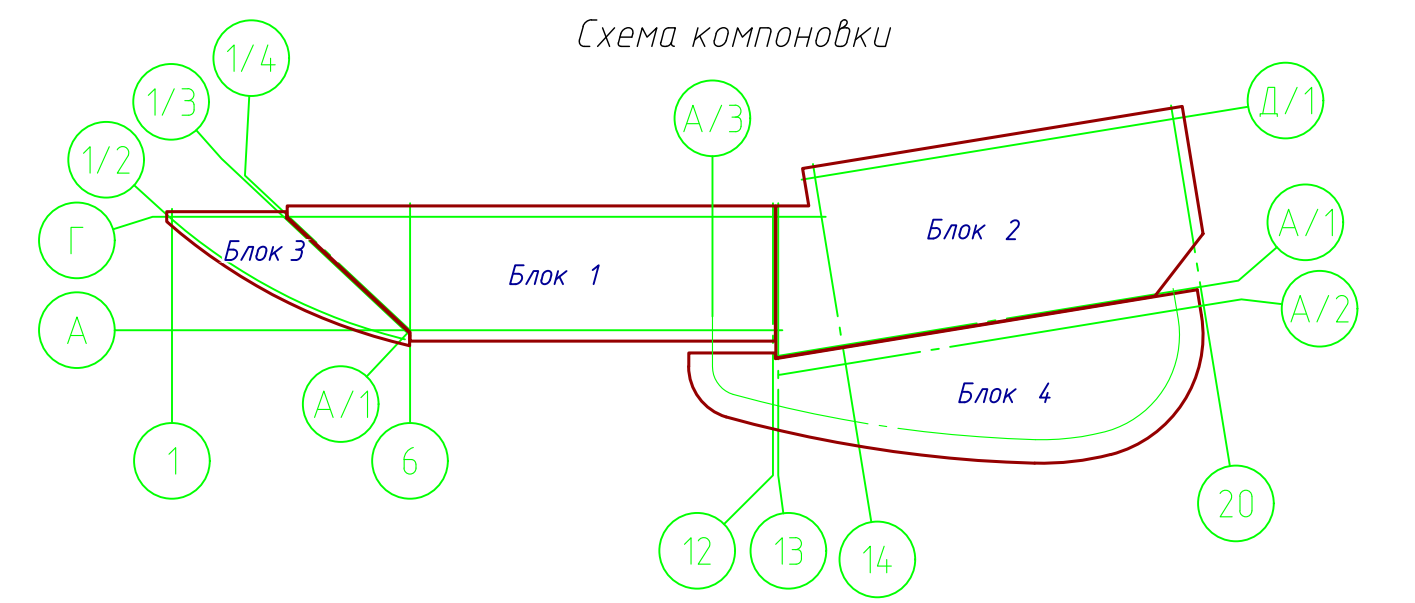 Схема компоновки
1/4
1/3
А/3
Д/1
1/2
Г
Блок 3
Блок 1
Блок 2
А/1
А
А/2
А/1
Блок 4
1
6
20
12
13
14